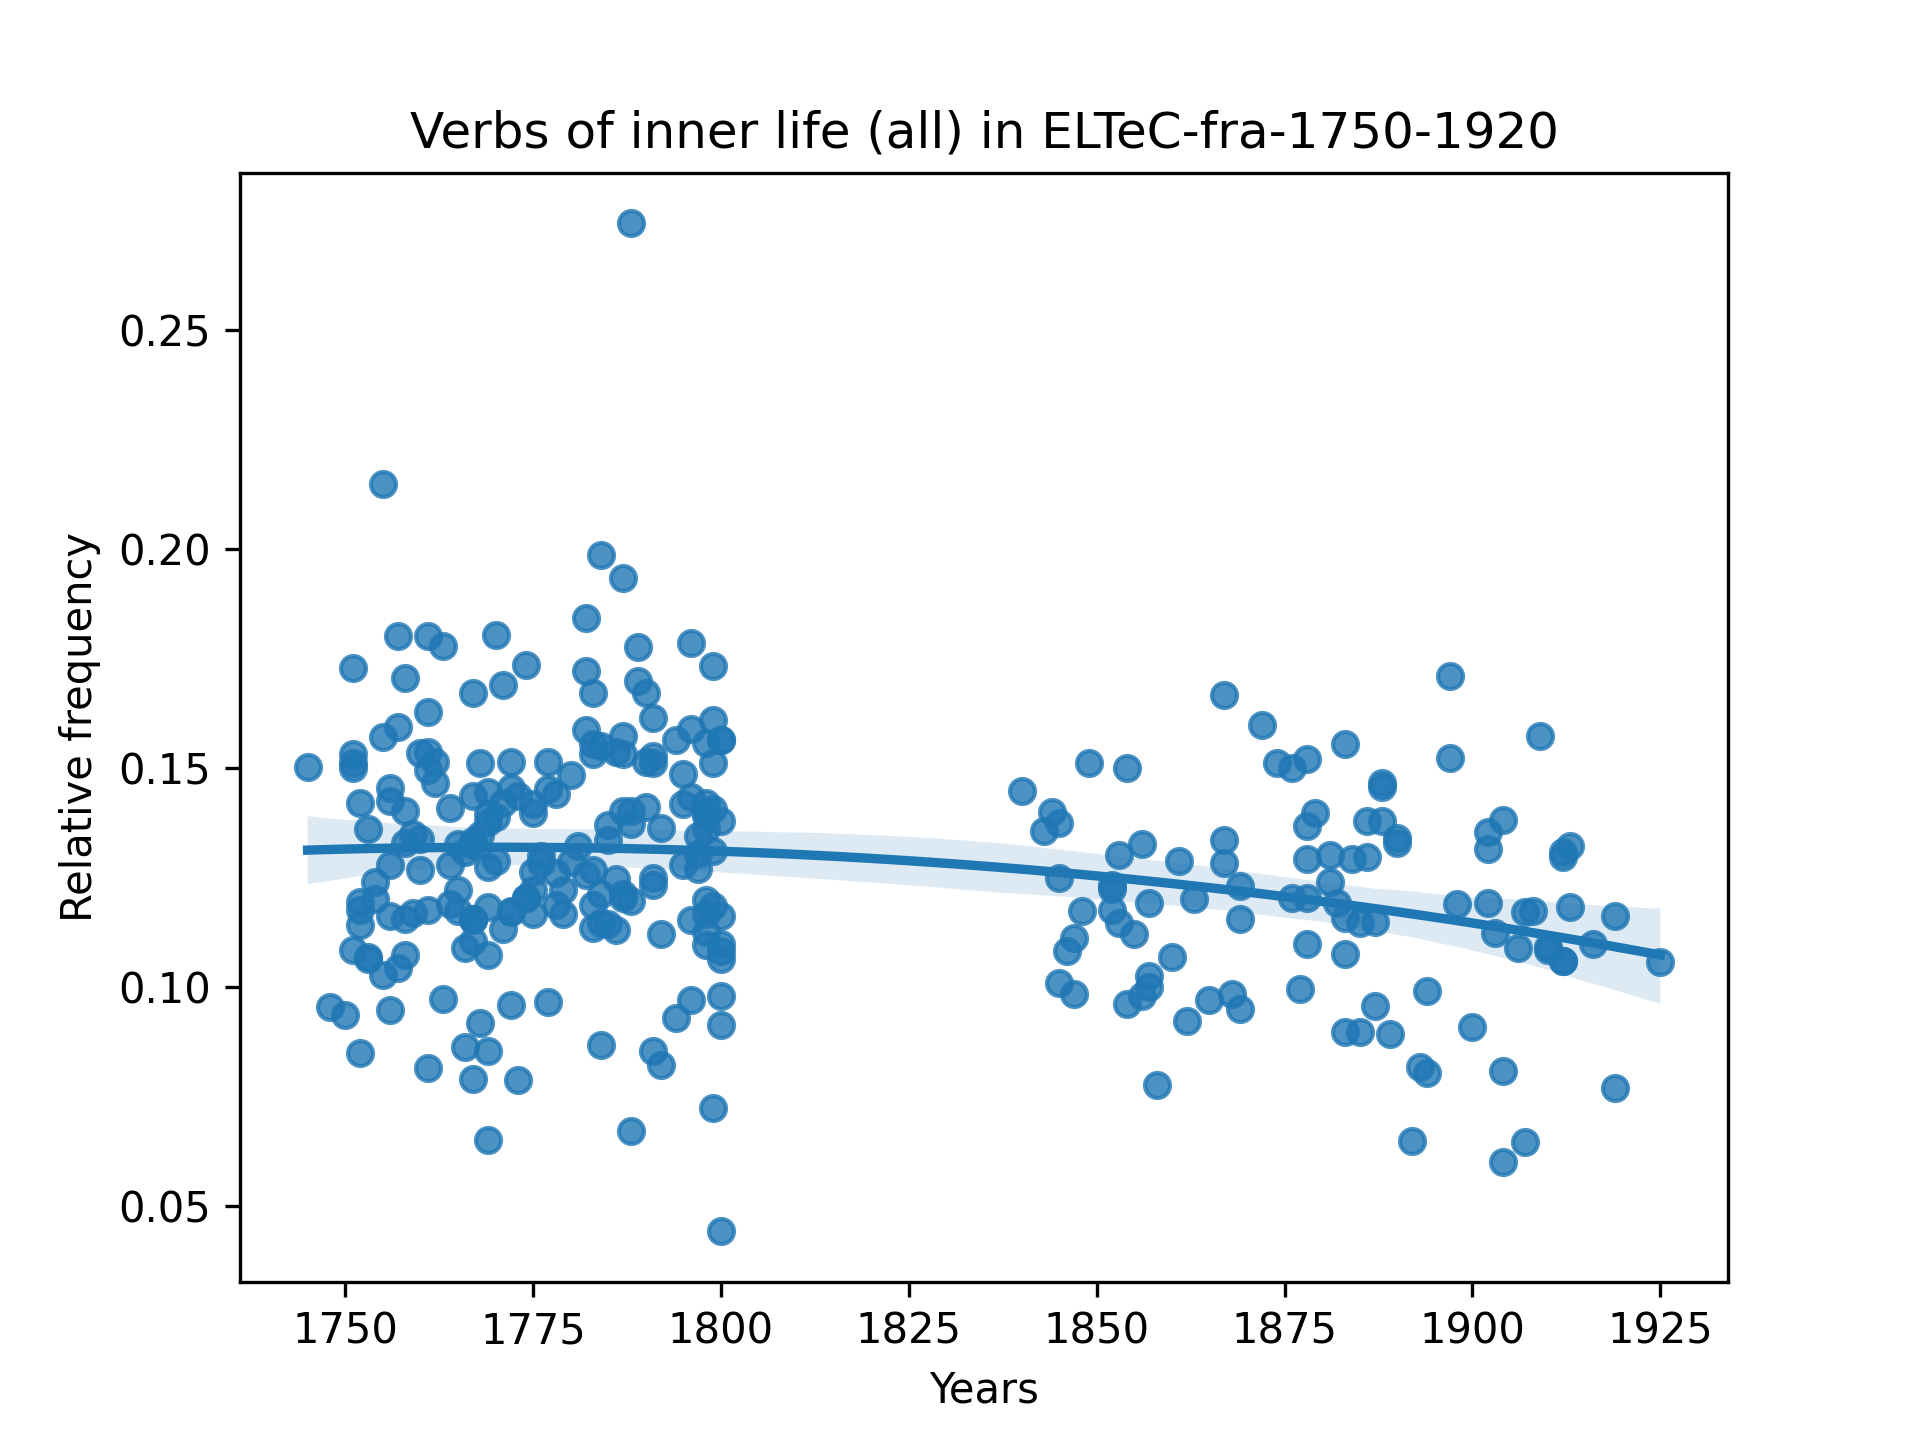 Verbs of inner life (all) in ELTeC-fra-1750-1920
Relative frequency
0.25
0.20
0.15
0.10
0.05
1750 1775 1800 1825 1850 1875 1900 1925
Years